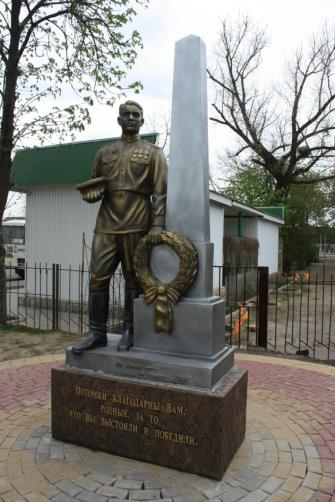 Потомки благодарны Вам,
родные, за то,
что Вы выстояли и победили.